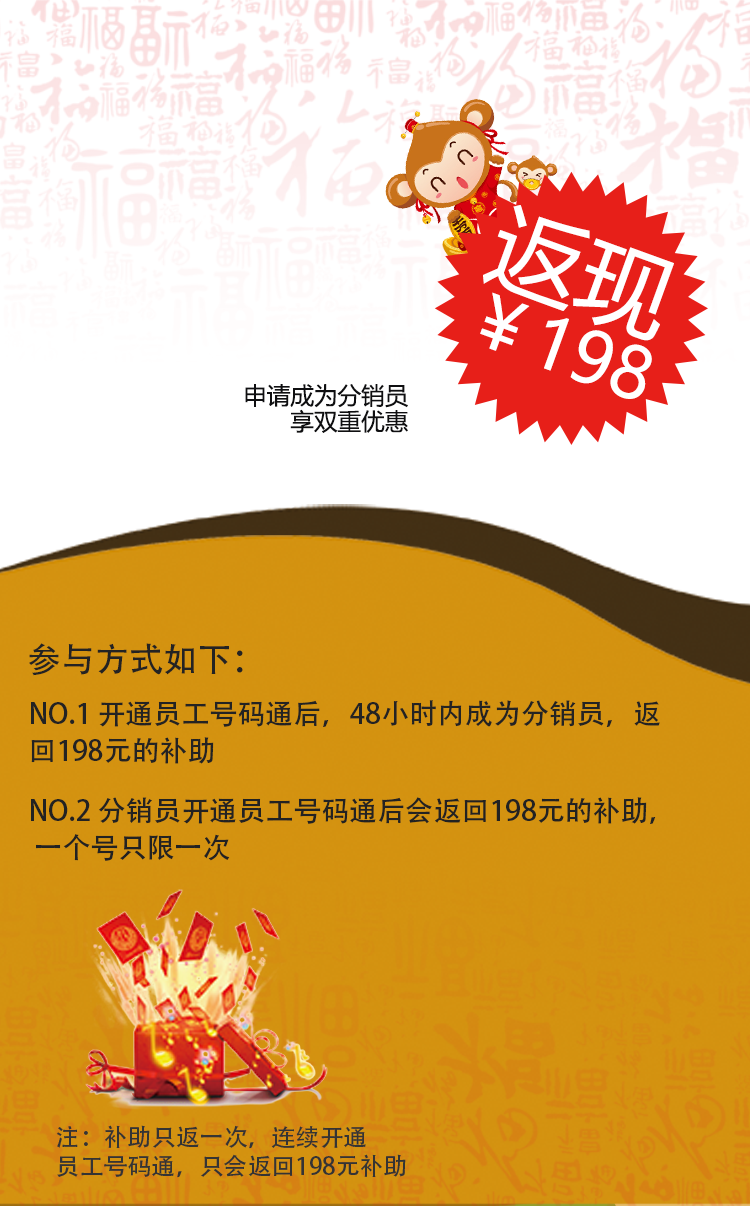 返现
￥198
申请成为分销员
享双重优惠
参与方式如下：
NO.1 开通员工号码通后，48小时内成为分销员，返
回198元的补助
NO.2 分销员开通员工号码通后会返回198元的补助，
一个号只限一次
注：补助只返一次，连续开通
员工号码通，只会返回198元补助